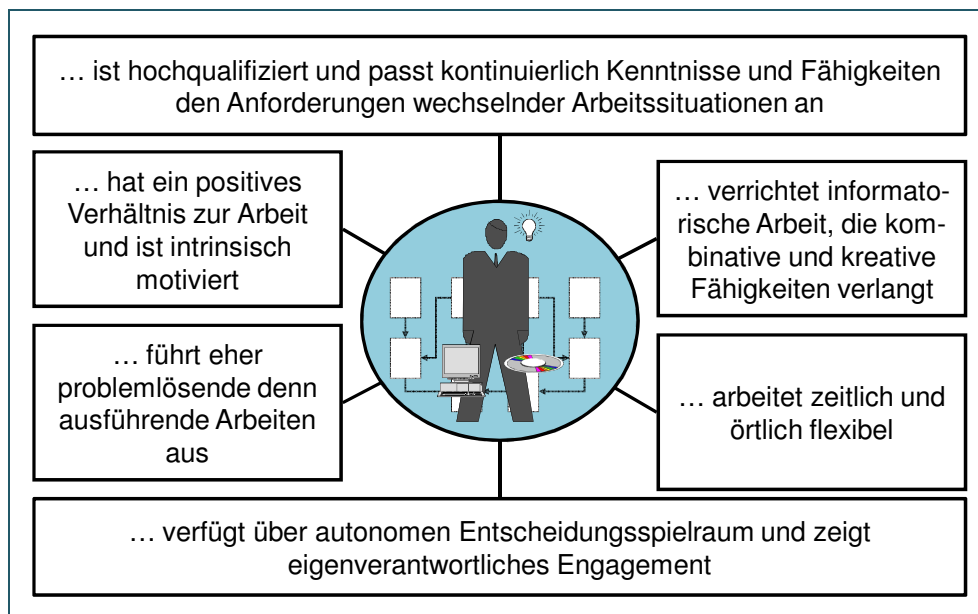 … ist hochqualifiziert und passt kontinuierlich Kenntnisse und Fähigkeiten
den Anforderungen wechselnder Arbeitssituationen an
… hat ein positives
Verhältnis zur Arbeit
und ist intrinsisch
motiviert
… verrichtet informato-
rische Arbeit, die kom-
binative und kreative
Fähigkeiten verlangt
… führt eher
problemlösende denn
ausführende Arbeiten
aus
… arbeitet zeitlich und
örtlich flexibel
… verfügt über autonomen Entscheidungsspielraum und zeigt
eigenverantwortliches Engagement